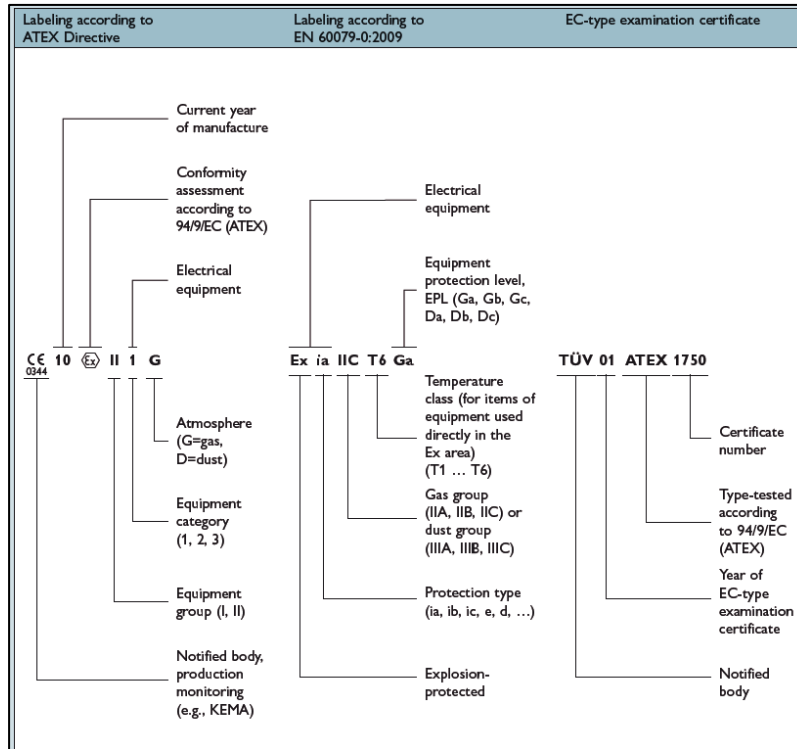 Labeling according to
ATEX Directive
Labeling according to
EN 60079-0:2009
EC-type examination certificate
Current year
of manufacture
Conformity
assessment
according to
94/9/EC (ATEX)
Electrical
equipment
Electrical
equipment
Equipment
protection level,
EPL (Ga, Gb, Gc,
Da, Db, Dc)
CE 10 Ex II 1 G
0344
Ex ia IIC T6 Ga
TÜV 01 ATEX 1750
Atmosphere
(G=gas,
D=dust)
Equipment
category
(1, 2, 3)
Equipment
group (I, II)
Notified body,
production
monitoring
(e.g., KEMA)
Temperature
class (for items of
equipment used
directly in the
Ex area)
(T1 … T6)
Gas group
(IIA, IIB, IIC) or
dust group
(IIIA, IIIB, IIIC)
Protection type
(ia, ib, ic, e, d, …)
Explosion-
protected
Certificate
number
Type-tested
according
to 94/9/EC
(ATEX)
Year of
EC-type
examination
certificate
Notified
body